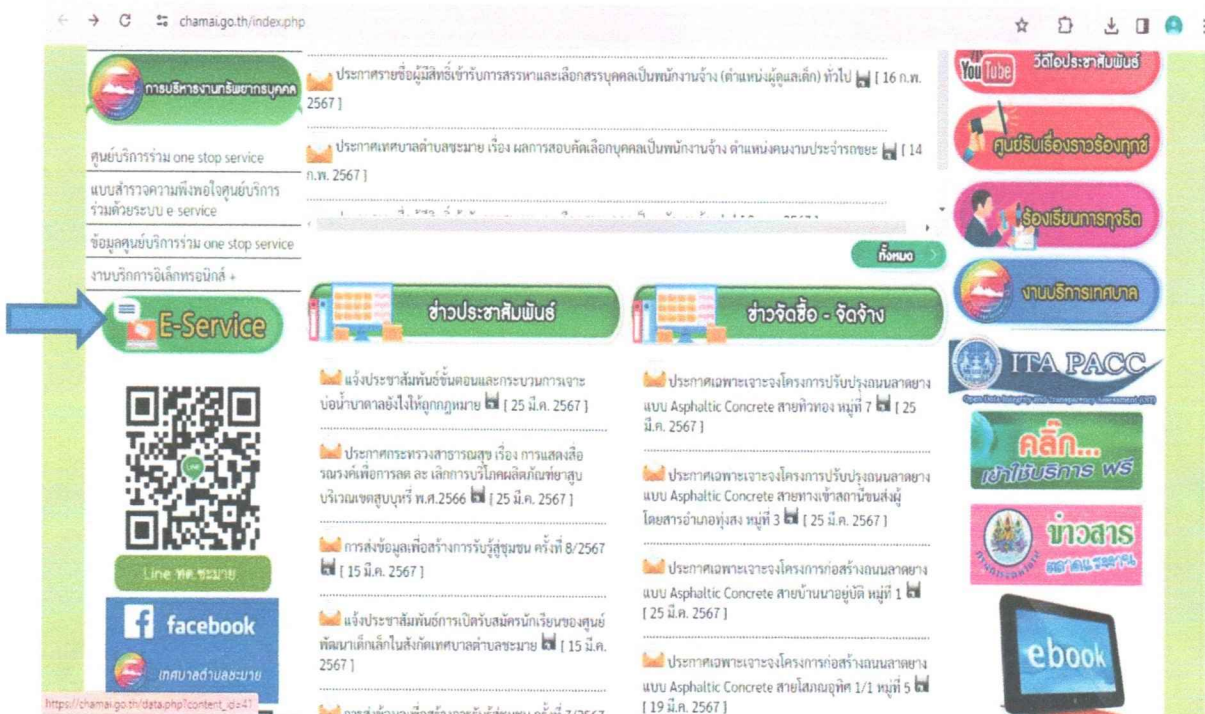 chamai.go.th/index.php
การบริหารงานทรัพยากรบุคคล
ศูนย์บริการร่วม one stop service
แบบสำรวจความพึงพอใจศูนย์บริการ
ร่วมด้วยระบบ e service
ข้อมูลศูนย์บริการร่วม one stop service
งานบริการอิเล็กทรอนิกส์ +
E-Service
LINE
Line ทต.ชะมาย
facebook
เทศบาลตำบลชะมาย
https://chamai.go.th/data.php?content_id=47
ประกาศรายชื่อผู้มีสิทธิ์เข้ารับการสรรหาและเลือกสรรบุคคลเป็นพนักงานจ้าง (ตำแหน่งผู้ดูแลเด็ก) ทั่วไป [ 16 ก.พ.
2567 ]
ประกาศเทศบาลตำบลชะมาย เรื่อง ผลการสอบคัดเลือกบุคคลเป็นพนักงานจ้าง ตำแหน่งคนงานประจำรถขยะ [ 14
ก.พ. 2567 ]
ทั้งหมด
ข่าวประชาสัมพันธ์
แจ้งประชาสัมพันธ์ขั้นตอนและกระบวนการเจาะ
บ่อน้ำบาดาลยังไงให้ถูกกฎหมาย [ 25 มี.ค. 2567 ]
ประกาศกระทรวงสาธารณสุข เรื่อง การแสดงสื่อ
รณรงค์เพื่อการลด ละ เลิกการบริโภคผลิตภัณฑ์ยาสูบ
บริเวณเขตสูบบุหรี่ พ.ศ.2566 [ 25 มี.ค. 2567 ]
การส่งข้อมูลเพื่อสร้างการรับรู้สู่ชุมชน ครั้งที่ 8/2567
[ 15 มี.ค. 2567 ]
แจ้งประชาสัมพันธ์การเปิดรับสมัครนักเรียนของศูนย์
พัฒนาเด็กเล็กในสังกัดเทศบาลตำบลชะมาย [ 15 มี.ค.
2567 ]
การส่งข้อมูลเพื่อสร้างการรับรู้สู่ชุมชน ครั้งที่ 7/2567
ข่าวจัดซื้อ - จัดจ้าง
ประกาศเฉพาะเจาะจงโครงการปรับปรุงถนนลาดยาง
แบบ Asphaltic Concrete สายทิวทอง หมู่ที่ 7 [ 25
มี.ค. 2567 ]
ประกาศเฉพาะเจาะจงโครงการปรับปรุงถนนลาดยาง
แบบ Asphaltic Concrete สายทางเข้าสถานีขนส่งผู้
โดยสารอำเภอทุ่งสง หมู่ที่ 3 [ 25 มี.ค. 2567 ]
ประกาศเฉพาะเจาะจงโครงการก่อสร้างถนนลาดยาง
แบบ Asphaltic Concrete สายบ้านนาอยู่บัติ หมู่ที่ 1
[ 25 มี.ค. 2567 ]
ประกาศเฉพาะเจาะจงโครงการก่อสร้างถนนลาดยาง
แบบ Asphaltic Concrete สายโสภณอุทิศ 1/1 หมู่ที่ 5
[ 19 มี.ค. 2567 ]
You Tube วีดีโอประชาสัมพันธ์
ศูนย์รับเรื่องราวร้องทุกข์
ร้องเรียนการทุจริต
งานบริการเทศบาล
ITA PACC
คลิ๊ก...
เข้าใช้บริการ ฟรี
ข่าวสาร
ตลาดแรงงาน
ebook